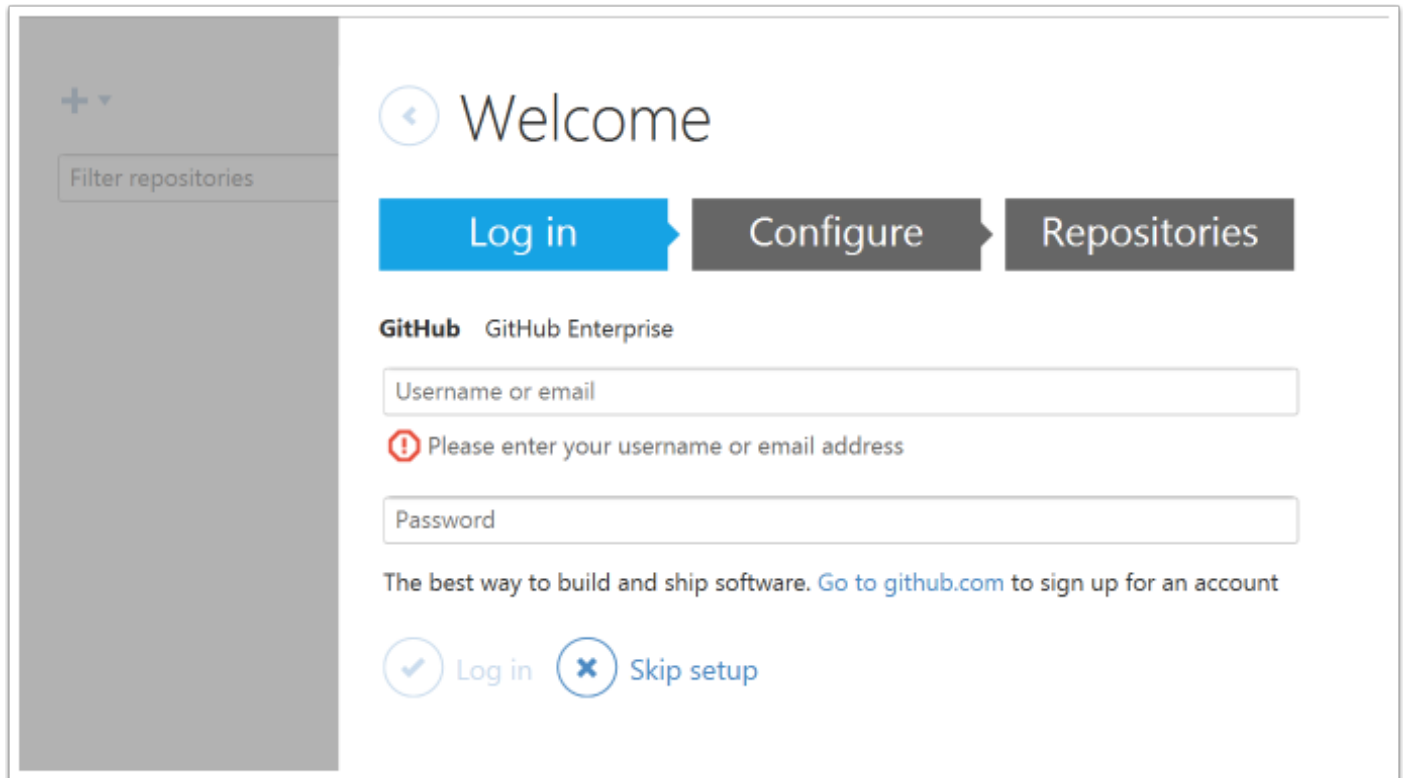 Filter repositories
Welcome
Log in Configure Repositories
GitHub GitHub Enterprise
Username or email
Please enter your username or email address
Password
The best way to build and ship software. Go to github.com to sign up for an account
Log in Skip setup